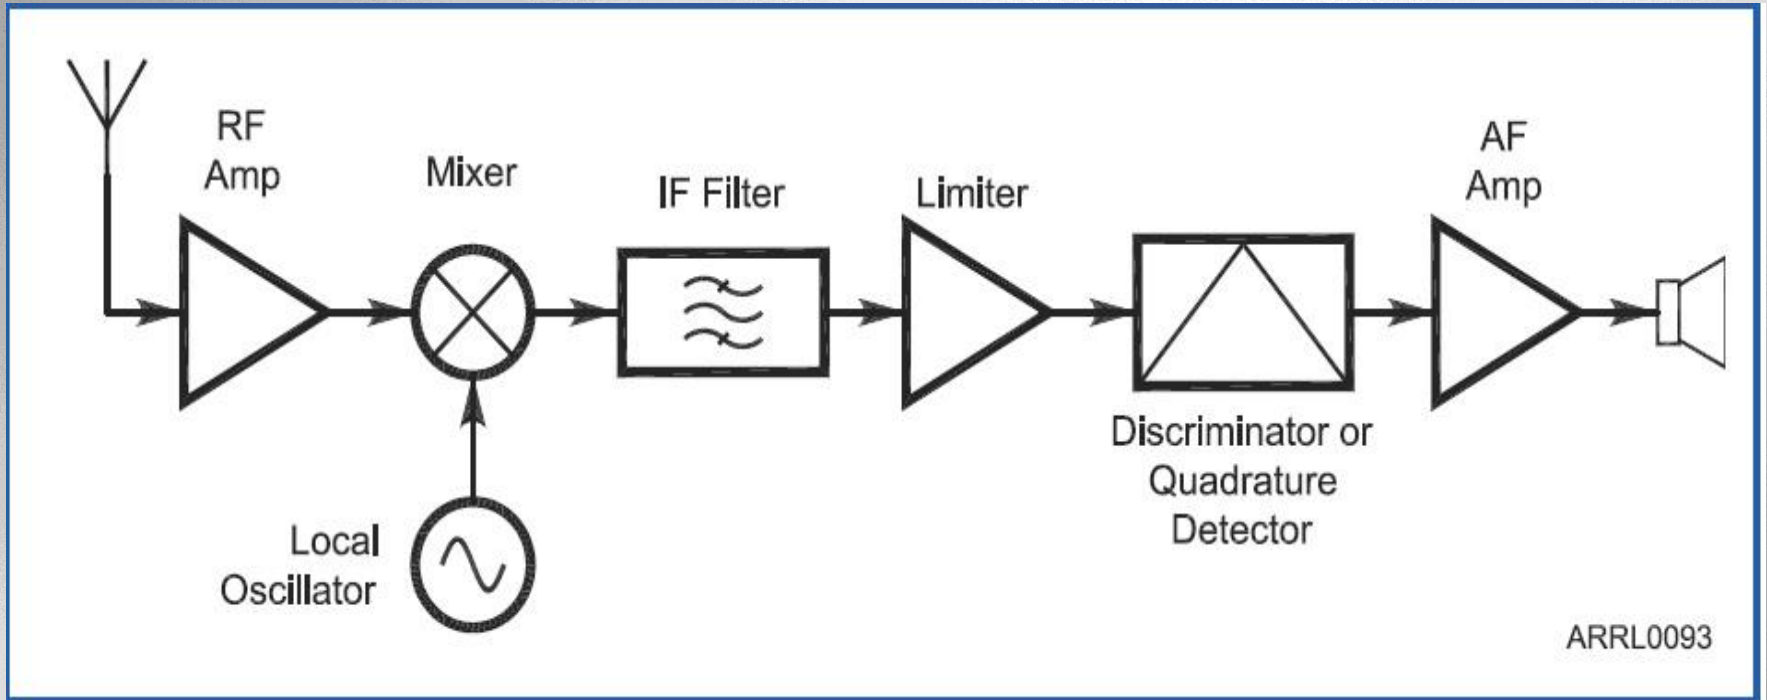 RF
Amp
Mixer
IF Filter
Limiter
AF
Amp
Discriminator or
Quadrature
Detector
Local
Oscillator
ARRL0093